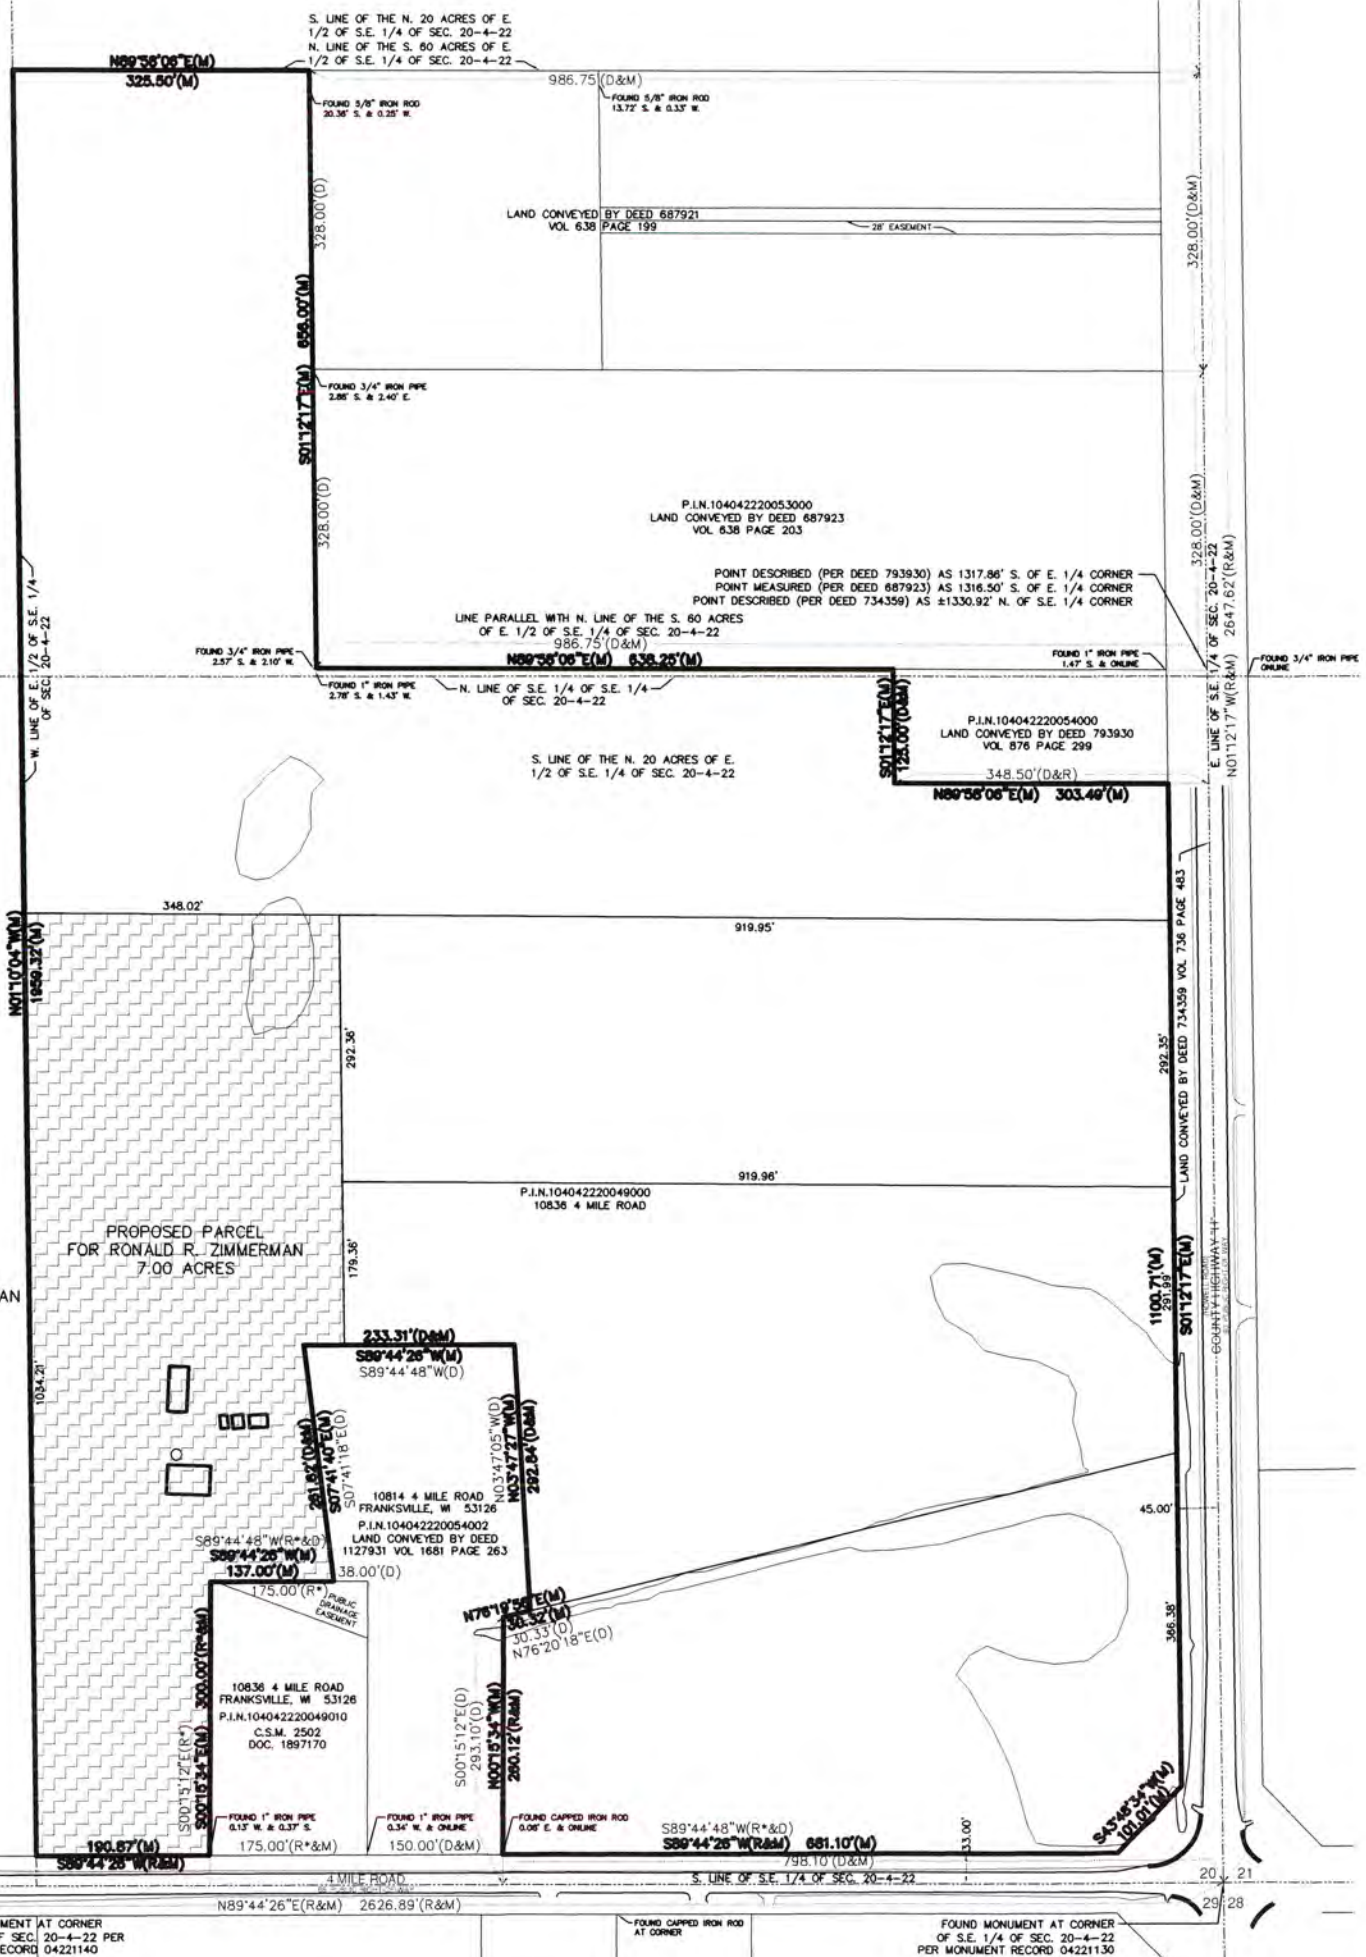 S. LINE OF THE N. 20 ACRES OF E.
1/2 OF S.E. 1/4 OF SEC. 20-4-22
N. LINE OF THE S. 60 ACRES OF E.
1/2 OF S.E. 1/4 OF SEC. 20-4-22
N89°56'06"E(M)
325.50'(M)
986.75'(D&M)
FOUND 5/8" IRON ROD
20.36' S. & 0.25' W.
FOUND 5/8" IRON ROD
13.72' S. & 0.33' W.
328.00'(D)
LAND CONVEYED BY DEED 687921
VOL 638 PAGE 199
28' EASEMENT
328.00'(D&M)
S01°12'17"E(M) 656.00'(M)
FOUND 3/4" IRON PIPE
2.86' S. & 2.40' E.
328.00'(D)
P.I.N.104042220053000
LAND CONVEYED BY DEED 687923
VOL 638 PAGE 203
328.00'(D&M)
POINT DESCRIBED (PER DEED 793930) AS 1317.86' S. OF E. 1/4 CORNER
POINT MEASURED (PER DEED 687923) AS 1316.50' S. OF E. 1/4 CORNER
POINT DESCRIBED (PER DEED 734359) AS ±1330.92' N. OF S.E. 1/4 CORNER
LINE PARALLEL WITH N. LINE OF THE S. 60 ACRES
OF E. 1/2 OF S.E. 1/4 OF SEC. 20-4-22
986.75'(D&M)
N89°56'06"E(M) 638.25'(M)
W. LINE OF E. 1/2 OF S.E. 1/4
OF SEC. 20-4-22
FOUND 3/4" IRON PIPE
2.57' S. & 2.10' W.
FOUND 1" IRON PIPE
2.78' S. & 1.43' W.
N. LINE OF S.E. 1/4 OF S.E. 1/4
OF SEC. 20-4-22
FOUND 1" IRON PIPE
1.47' S. & ONLINE
FOUND 3/4" IRON PIPE
ONLINE
E. LINE OF S.E. 1/4 OF SEC. 20-4-22
N01°12'17"W(R&M) 2647.62'(R&M)
S01°12'17"E(M)
125.00'(D&M)
P.I.N.104042220054000
LAND CONVEYED BY DEED 793930
VOL 876 PAGE 299
S. LINE OF THE N. 20 ACRES OF E.
1/2 OF S.E. 1/4 OF SEC. 20-4-22
348.50'(D&R)
N89°56'06"E(M) 303.49'(M)
LAND CONVEYED BY DEED 734359 VOL 736 PAGE 483
348.02'
919.95'
N01°10'04"W(M)
1959.32'(M)
292.36'
292.35'
919.96'
P.I.N.104042220049000
10836 4 MILE ROAD
PROPOSED PARCEL
FOR RONALD R. ZIMMERMAN
7.00 ACRES
179.36'
AN
1100.71'(M)
291.99'
S01°12'17"E(M)
COUNTY HIGHWAY "H"
233.31'(D&M)
S89°44'26"W(M)
S89°44'48"W(D)
1034.21'
261.62'(D&M)
S07°41'40"E(M)
S07°41'18"E(D)
N03°47'05"W(D)
N03°47'27"W(M)
292.84'(D&M)
10814 4 MILE ROAD
FRANKSVILLE, WI 53126
P.I.N.104042220054002
LAND CONVEYED BY DEED
1127931 VOL 1681 PAGE 263
45.00'
S89°44'48"W(R*&D)
S89°44'26"W(M)
137.00'(M)
38.00'(D)
175.00'(R*)
PUBLIC
DRAINAGE
EASEMENT
N76°19'56"E(M)
30.32'(M)
30.33'(D)
N76°20'18"E(D)
386.38'
S00°15'12"E(R*)
S00°15'34"E(M) 300.00'(R*&M)
10836 4 MILE ROAD
FRANKSVILLE, WI 53126
P.I.N.104042220049010
C.S.M. 2502
DOC. 1897170
S00°15'12"E(D)
293.10'(D)
N00°15'34"W(M)
260.12'(R&M)
S43°48'34"W(M)
101.01'(M)
FOUND 1" IRON PIPE
0.13' W. & 0.37' S.
FOUND 1" IRON PIPE
0.34' W. & ONLINE
FOUND CAPPED IRON ROD
0.06' E. & ONLINE
190.87'(M)
S89°44'26"W(R&M)
175.00'(R*&M)
150.00'(D&M)
S89°44'48"W(R*&D)
S89°44'26"W(R&M) 681.10'(M)
798.10'(D&M)
33.00'
4 MILE ROAD
S. LINE OF S.E. 1/4 OF SEC. 20-4-22
20 21
29 28
N89°44'26"E(R&M) 2626.89'(R&M)
MENT AT CORNER
F SEC. 20-4-22 PER
ECORD 04221140
FOUND CAPPED IRON ROD
AT CORNER
FOUND MONUMENT AT CORNER
OF S.E. 1/4 OF SEC. 20-4-22
PER MONUMENT RECORD 04221130